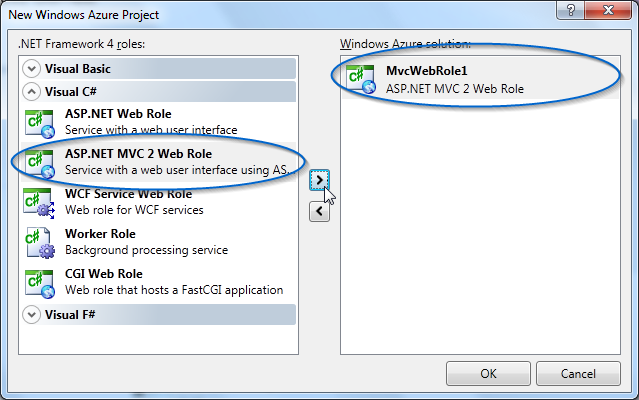 New Windows Azure Project
.NET Framework 4 roles:
Visual Basic
Visual C#
ASP.NET Web Role
Service with a web user interface
ASP.NET MVC 2 Web Role
Service with a web user interface using AS...
WCF Service Web Role
Web role for WCF services
Worker Role
Background processing service
CGI Web Role
Web role that hosts a FastCGI application
Visual F#
Windows Azure solution:
MvcWebRole1
ASP.NET MVC 2 Web Role
OK
Cancel